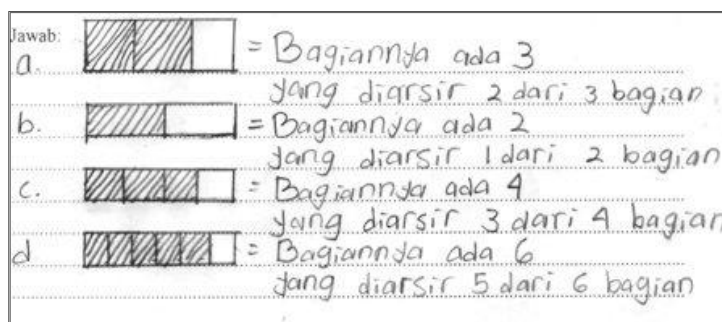 Jawab:
a. = Bagiannya ada 3
yang diarsir 2 dari 3 bagian
b. = Bagiannya ada 2
yang diarsir 1 dari 2 bagian
c. = Bagiannya ada 4
yang diarsir 3 dari 4 bagian
d = Bagiannya ada 6
yang diarsir 5 dari 6 bagian